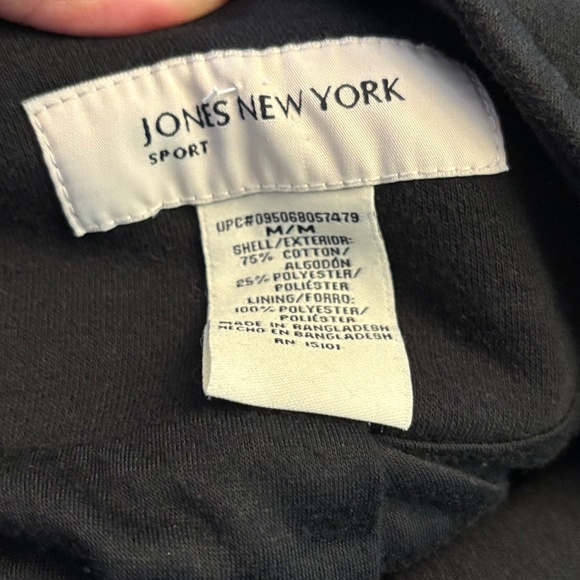 JONES NEW YORK
SPORT
UPC#095068057479
M/M
SHELL/EXTERIOR:
75% COTTON/
ALGODÓN
25% POLYESTER/
POLIÉSTER
LINING/FORRO:
100% POLYESTER/
POLIÉSTER
MADE IN BANGLADESH
HECHO EN BANGLADESH
RN 15101